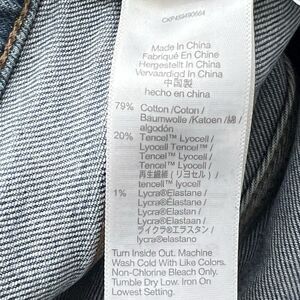 CKP459490664
Made In China
Fabriqué En Chine
Hergestellt In China
Vervaardigd In China
中国製
hecho en china
79% Cotton /Coton /
Baumwolle /Katoen /綿 /
algodón
20% Tencel™ Lyocell /
Lyocell Tencel™ /
Tencel™ Lyocell /
Tencel™ Lyocell /
再生繊維 (リヨセル) /
tencel™ lyocell
1% Lycra®Elastane /
Lycra®Élastane /
Lycra®Elasthan /
Lycra®Elastaan /
ライクラ®エラスタン /
lycra®elastano
Turn Inside Out. Machine
Wash Cold With Like Colors.
Non-Chlorine Bleach Only.
Tumble Dry Low. Iron On
Lowest Setting.